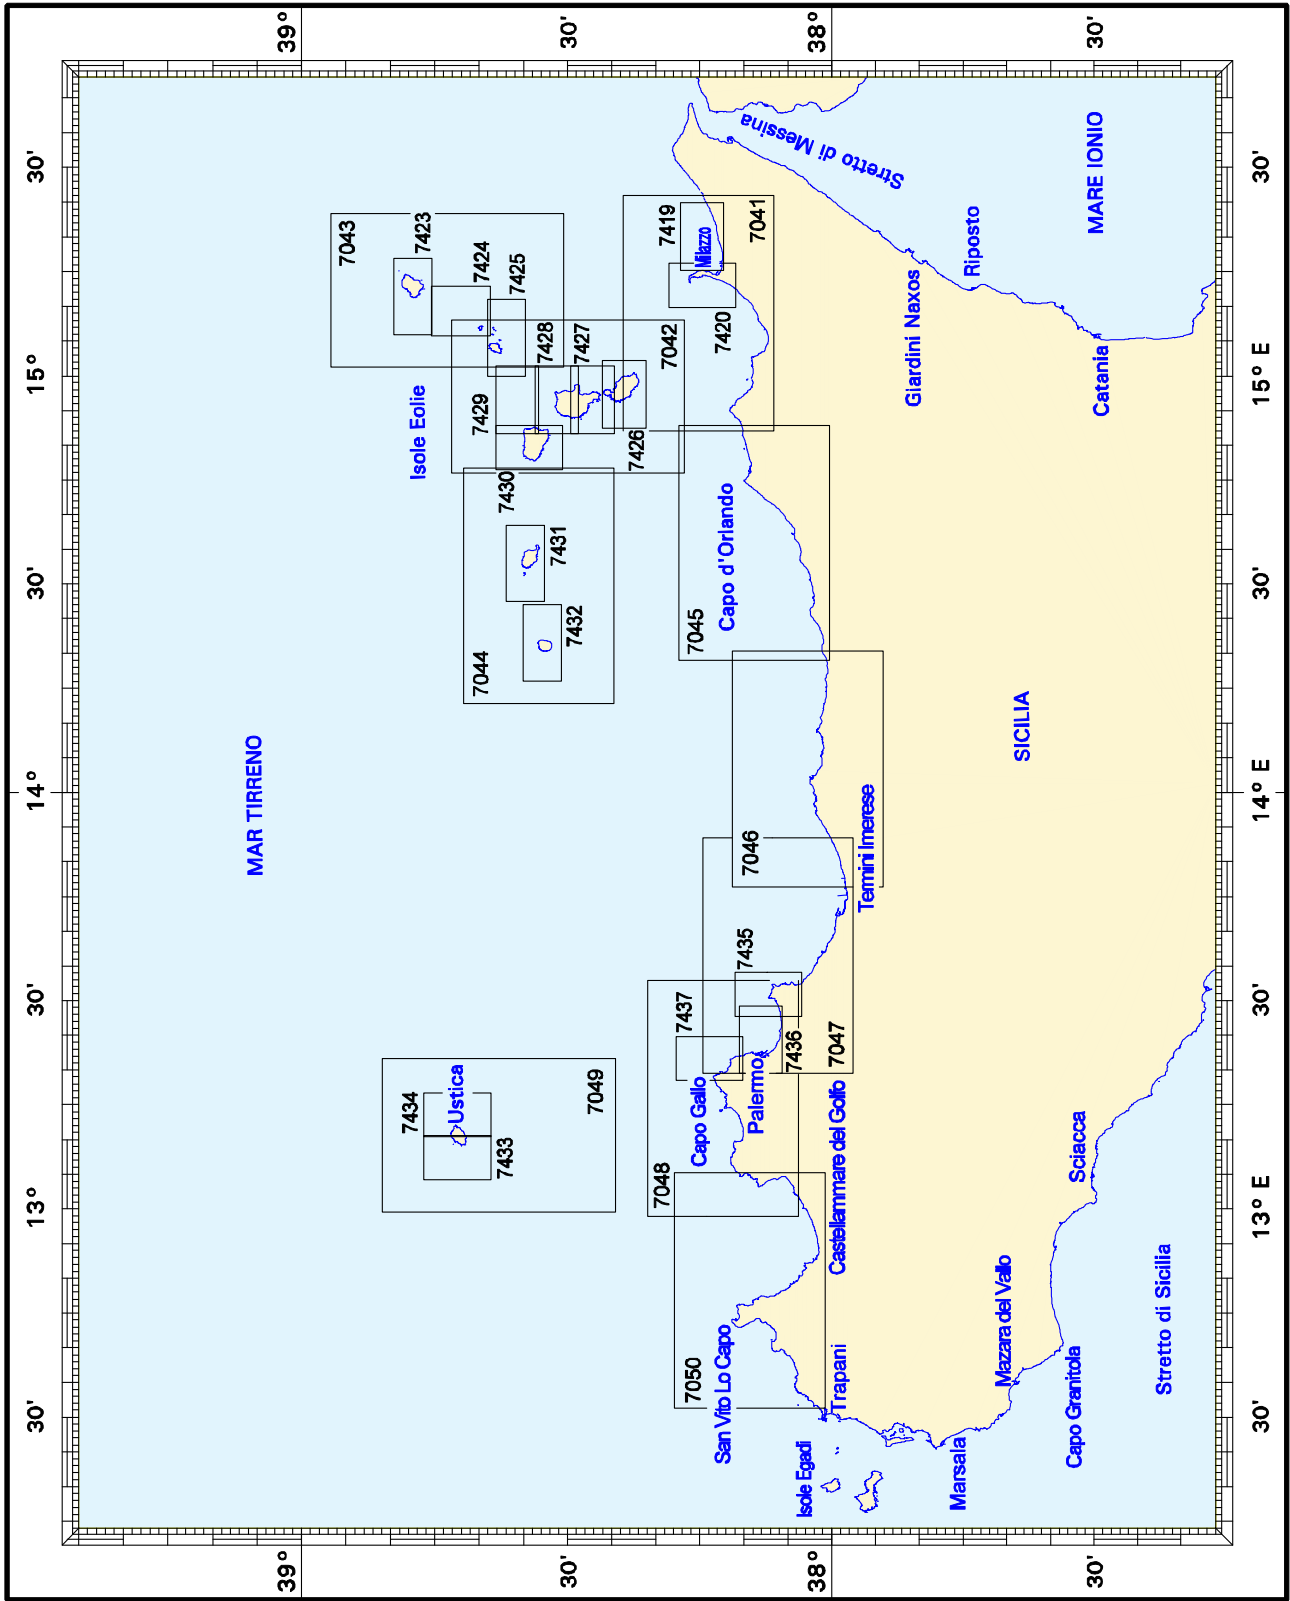 30'
13° E
30'
14° E
30'
15° E
30'
39°
39°
MAR TIRRENO
7043
7423
Isole Eolie
7424
7425
7434
Ustica
7429
7428
7044
7430
7433
30'
30'
7431
7427
7432
7049
7426
7042
7048
7437
7045
7419
Milazzo
7050
Capo Gallo
Capo d'Orlando
7420
San Vito Lo Capo
Palermo
7435
7046
7041
Stretto di Messina
7436
Isole Egadi
38°
Trapani
Castellammare del Golfo
7047
Termini Imerese
38°
Giardini Naxos
Marsala
Riposto
Mazara del Vallo
SICILIA
Capo Granitola
Sciacca
Catania
MARE IONIO
30'
30'
Stretto di Sicilia
30'
13° E
30'
14° E
30'
15° E
30'